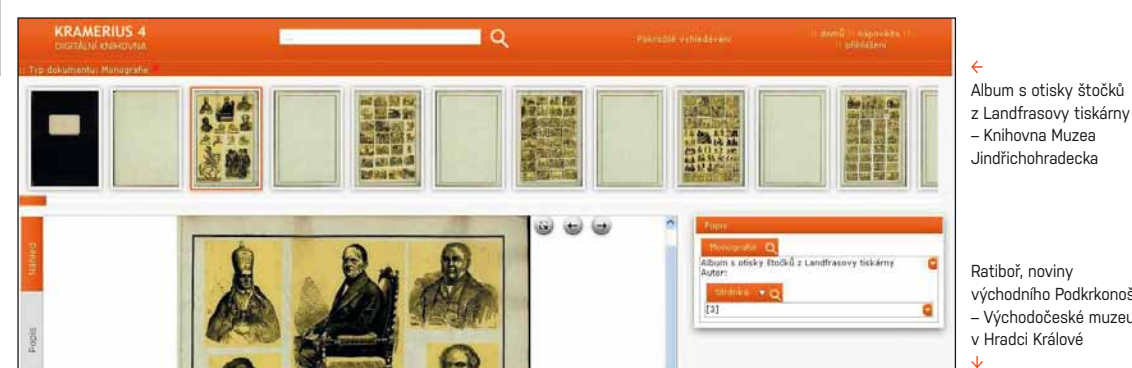 KRAMERIUS 4
DIGITÁLNÍ KNIHOVNA
Pokročilé vyhledávání
:: domů :: nápověda ::
:: přihlášení
:: Typ dokumentu: Monografie
Náhled
Popis
Popis
Monografie
Album s otisky štočků z Landfrasovy tiskárny
Autor:
Stránka
[3]
←
Album s otisky štočků
z Landfrasovy tiskárny
– Knihovna Muzea
Jindřichohradecka
Ratiboř, noviny
východního Podkrkonoš
– Východočeské muzeu
v Hradci Králové
↓